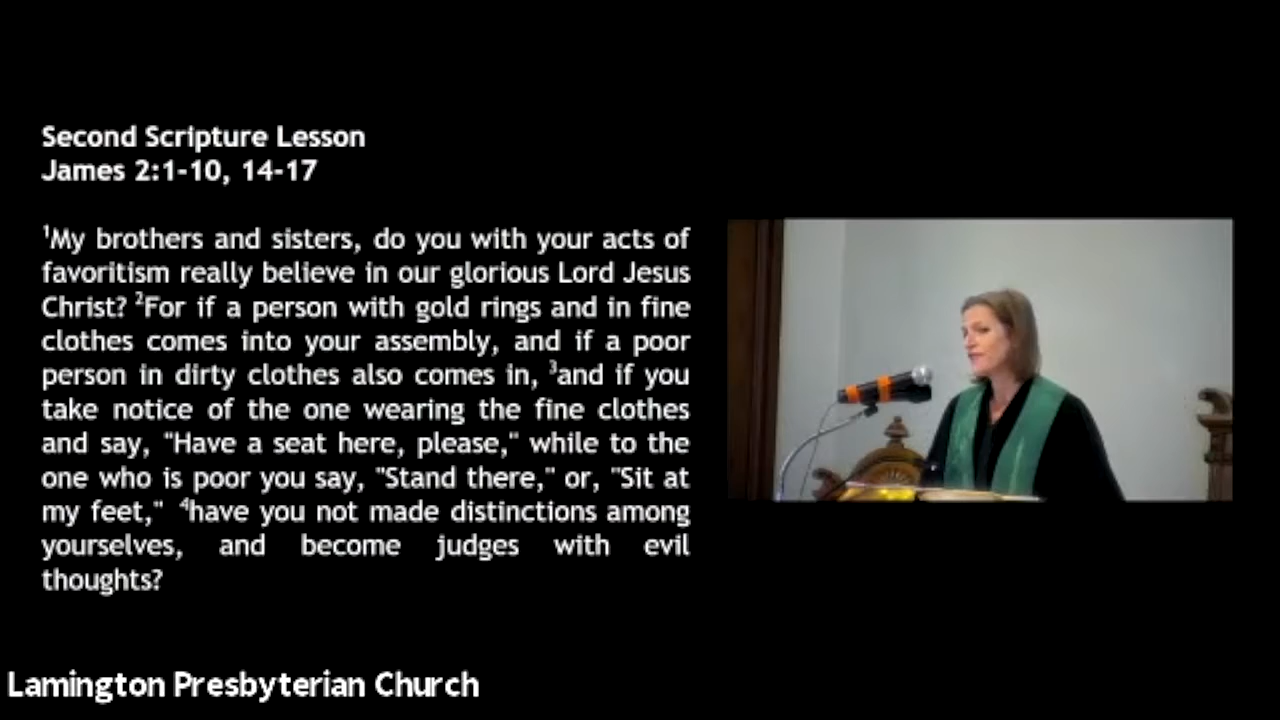 Second Scripture Lesson
James 2:1-10, 14-17
¹My brothers and sisters, do you with your acts of
favoritism really believe in our glorious Lord Jesus
Christ? ²For if a person with gold rings and in fine
clothes comes into your assembly, and if a poor
person in dirty clothes also comes in, ³and if you
take notice of the one wearing the fine clothes
and say, "Have a seat here, please," while to the
one who is poor you say, "Stand there," or, "Sit at
my feet," ⁴have you not made distinctions among
yourselves, and become judges with evil
thoughts?
Lamington Presbyterian Church